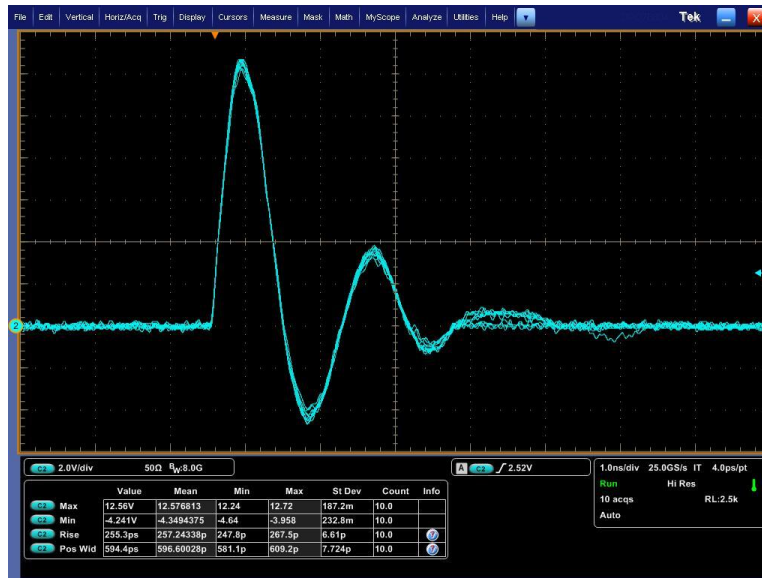 File Edit Vertical Horiz/Acq Trig Display Cursors Measure Mask Math MyScope Analyze Utilities Help Tek X
2
C2 2.0V/div 50Ω BW:8.0G
A C2 2.52V
1.0ns/div 25.0GS/s IT 4.0ps/pt
Run Hi Res
10 acqs RL:2.5k
Auto
Value Mean Min Max St Dev Count Info
C2 Max 12.56V 12.576813 12.24 12.72 187.2m 10.0
C2 Min -4.241V -4.3494375 -4.64 -3.958 232.8m 10.0
C2 Rise 255.3ps 257.24338p 247.8p 267.5p 6.61p 10.0
C2 Pos Wid 594.4ps 596.60028p 581.1p 609.2p 7.724p 10.0